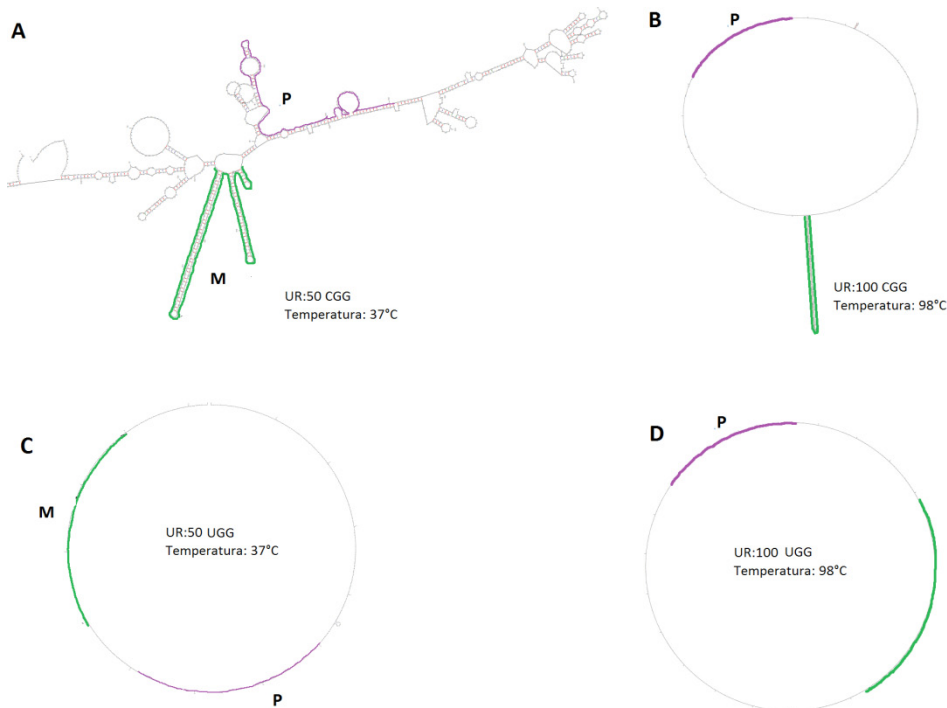 A
P
M
UR:50 CGG
Temperatura: 37°C
B
P
UR:100 CGG
Temperatura: 98°C
C
M
UR:50 UGG
Temperatura: 37°C
P
D
P
UR:100 UGG
Temperatura: 98°C